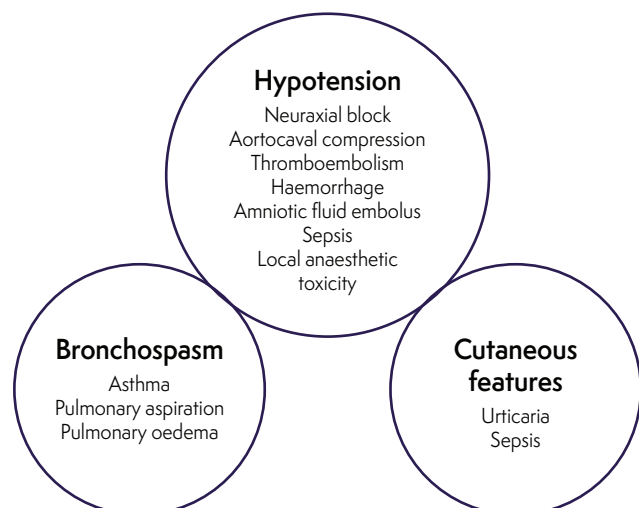 Hypotension
Neuraxial block
Aortocaval compression
Thromboembolism
Haemorrhage
Amniotic fluid embolus
Sepsis
Local anaesthetic
toxicity
Bronchospasm
Asthma
Pulmonary aspiration
Pulmonary oedema
Cutaneous
features
Urticaria
Sepsis